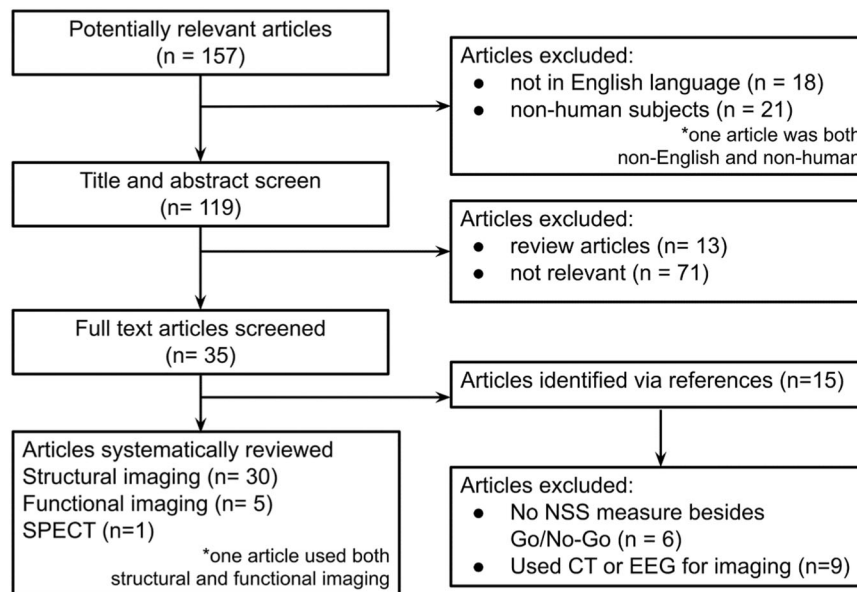 Potentially relevant articles
(n = 157)
Articles excluded:
● not in English language (n = 18)
● non-human subjects (n = 21)
*one article was both
non-English and non-human
Title and abstract screen
(n= 119)
Articles excluded:
● review articles (n= 13)
● not relevant (n = 71)
Full text articles screened
(n= 35)
Articles identified via references (n=15)
Articles systematically reviewed
Structural imaging (n= 30)
Functional imaging (n= 5)
SPECT (n=1)
*one article used both
structural and functional imaging
Articles excluded:
● No NSS measure besides
Go/No-Go (n = 6)
● Used CT or EEG for imaging (n=9)